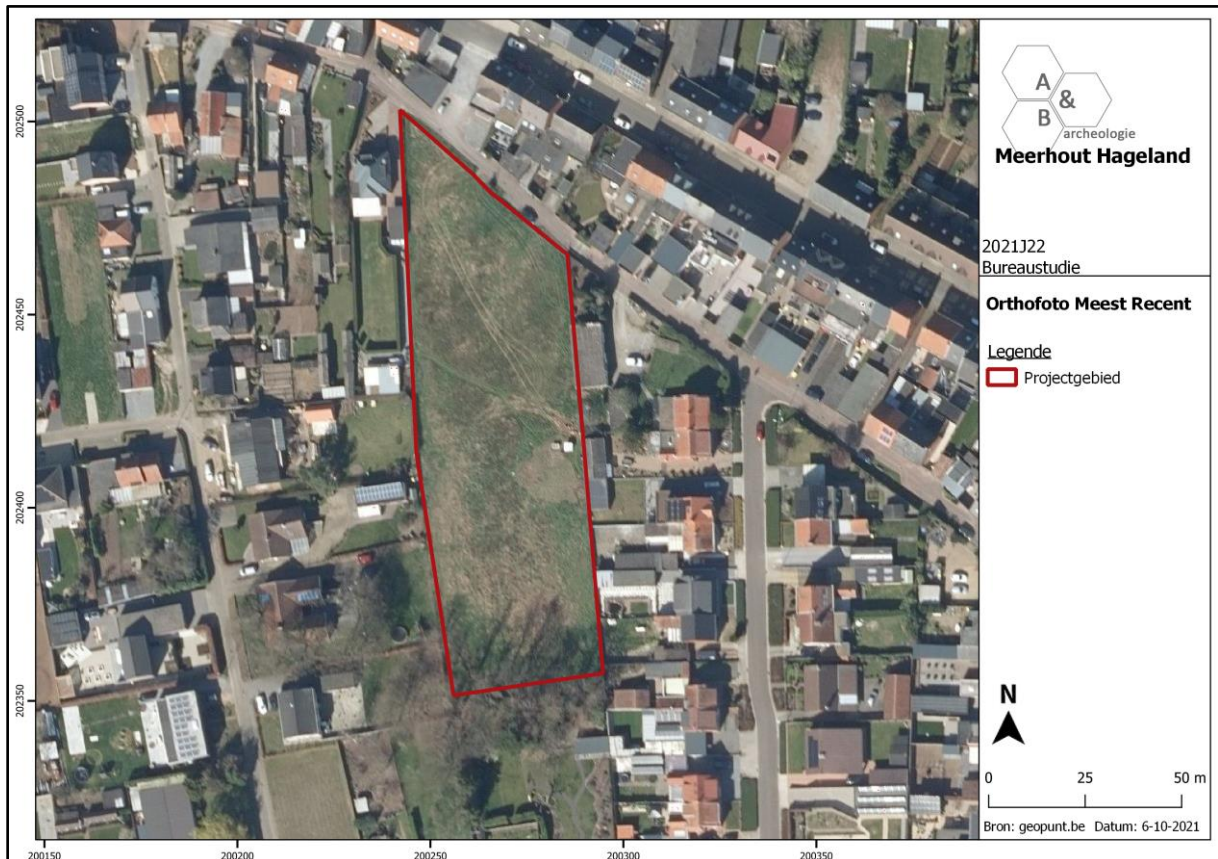 A
&
B
archeologie
Meerhout Hageland
2021J22
Bureaustudie
Orthofoto Meest Recent
Legende
Projectgebied
N
0 25 50 m
Bron: geopunt.be Datum: 6-10-2021
202500
202450
202400
202350
200150 200200 200250 200300 200350